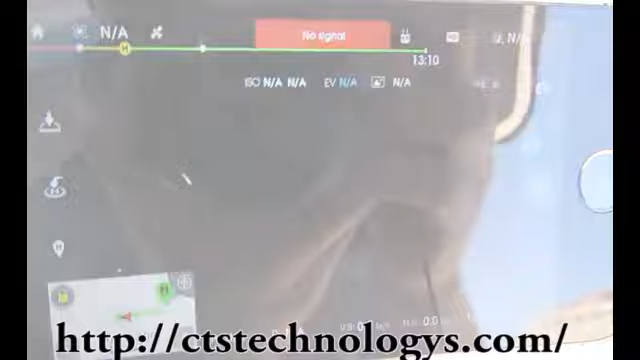 N/A No signal N/A
13:10
ISO N/A N/A EV N/A N/A
H
http://ctstechnologys.com/